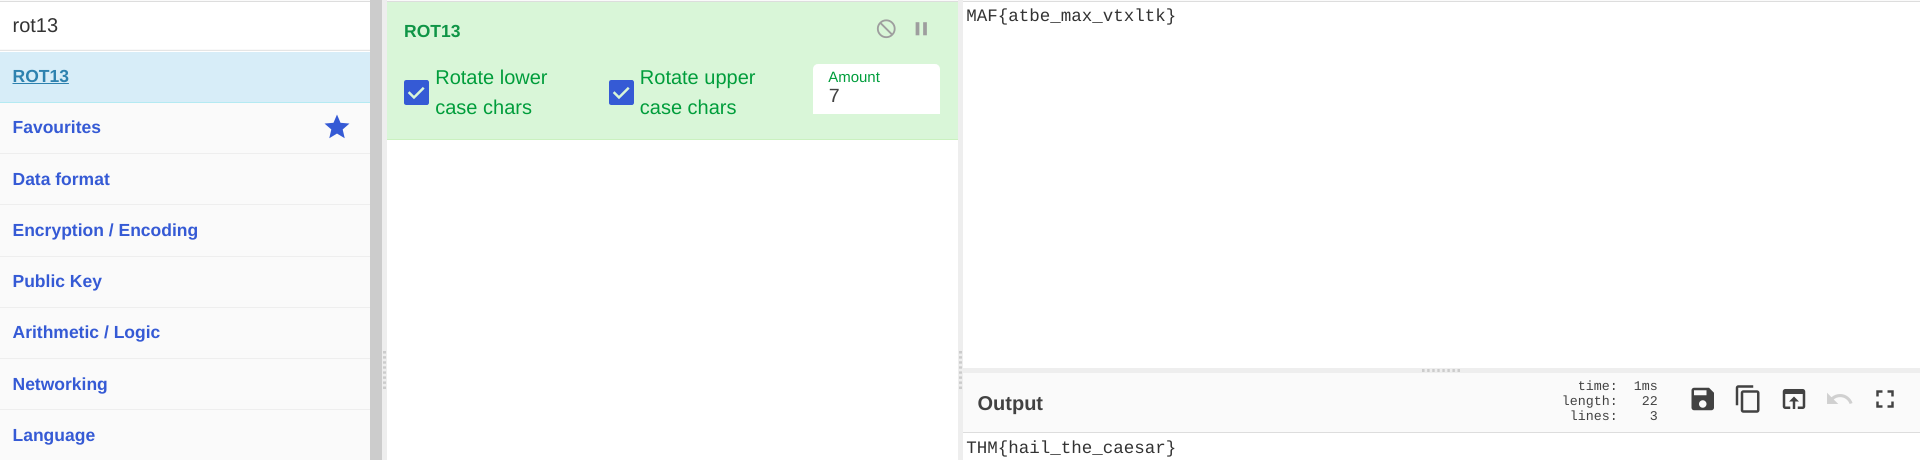 rot13
ROT13
Favourites
Data format
Encryption / Encoding
Public Key
Arithmetic / Logic
Networking
Language
ROT13
Rotate lower
case chars
Rotate upper
case chars
Amount
7
MAF{atbe_max_vtxltk}
Output
time: 1ms
length: 22
lines: 3
THM{hail_the_caesar}